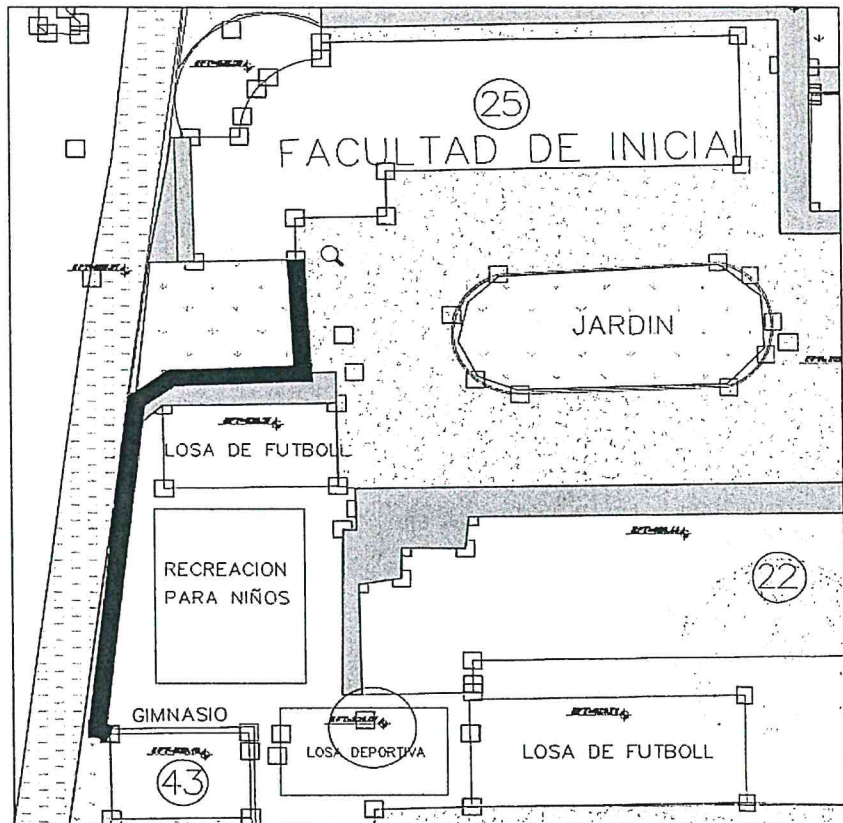 25
FACULTAD DE INICIAL
JARDIN
LOSA DE FUTBOLL
RECREACION
PARA NIÑOS
22
GIMNASIO
43
LOSA DEPORTIVA
LOSA DE FUTBOLL